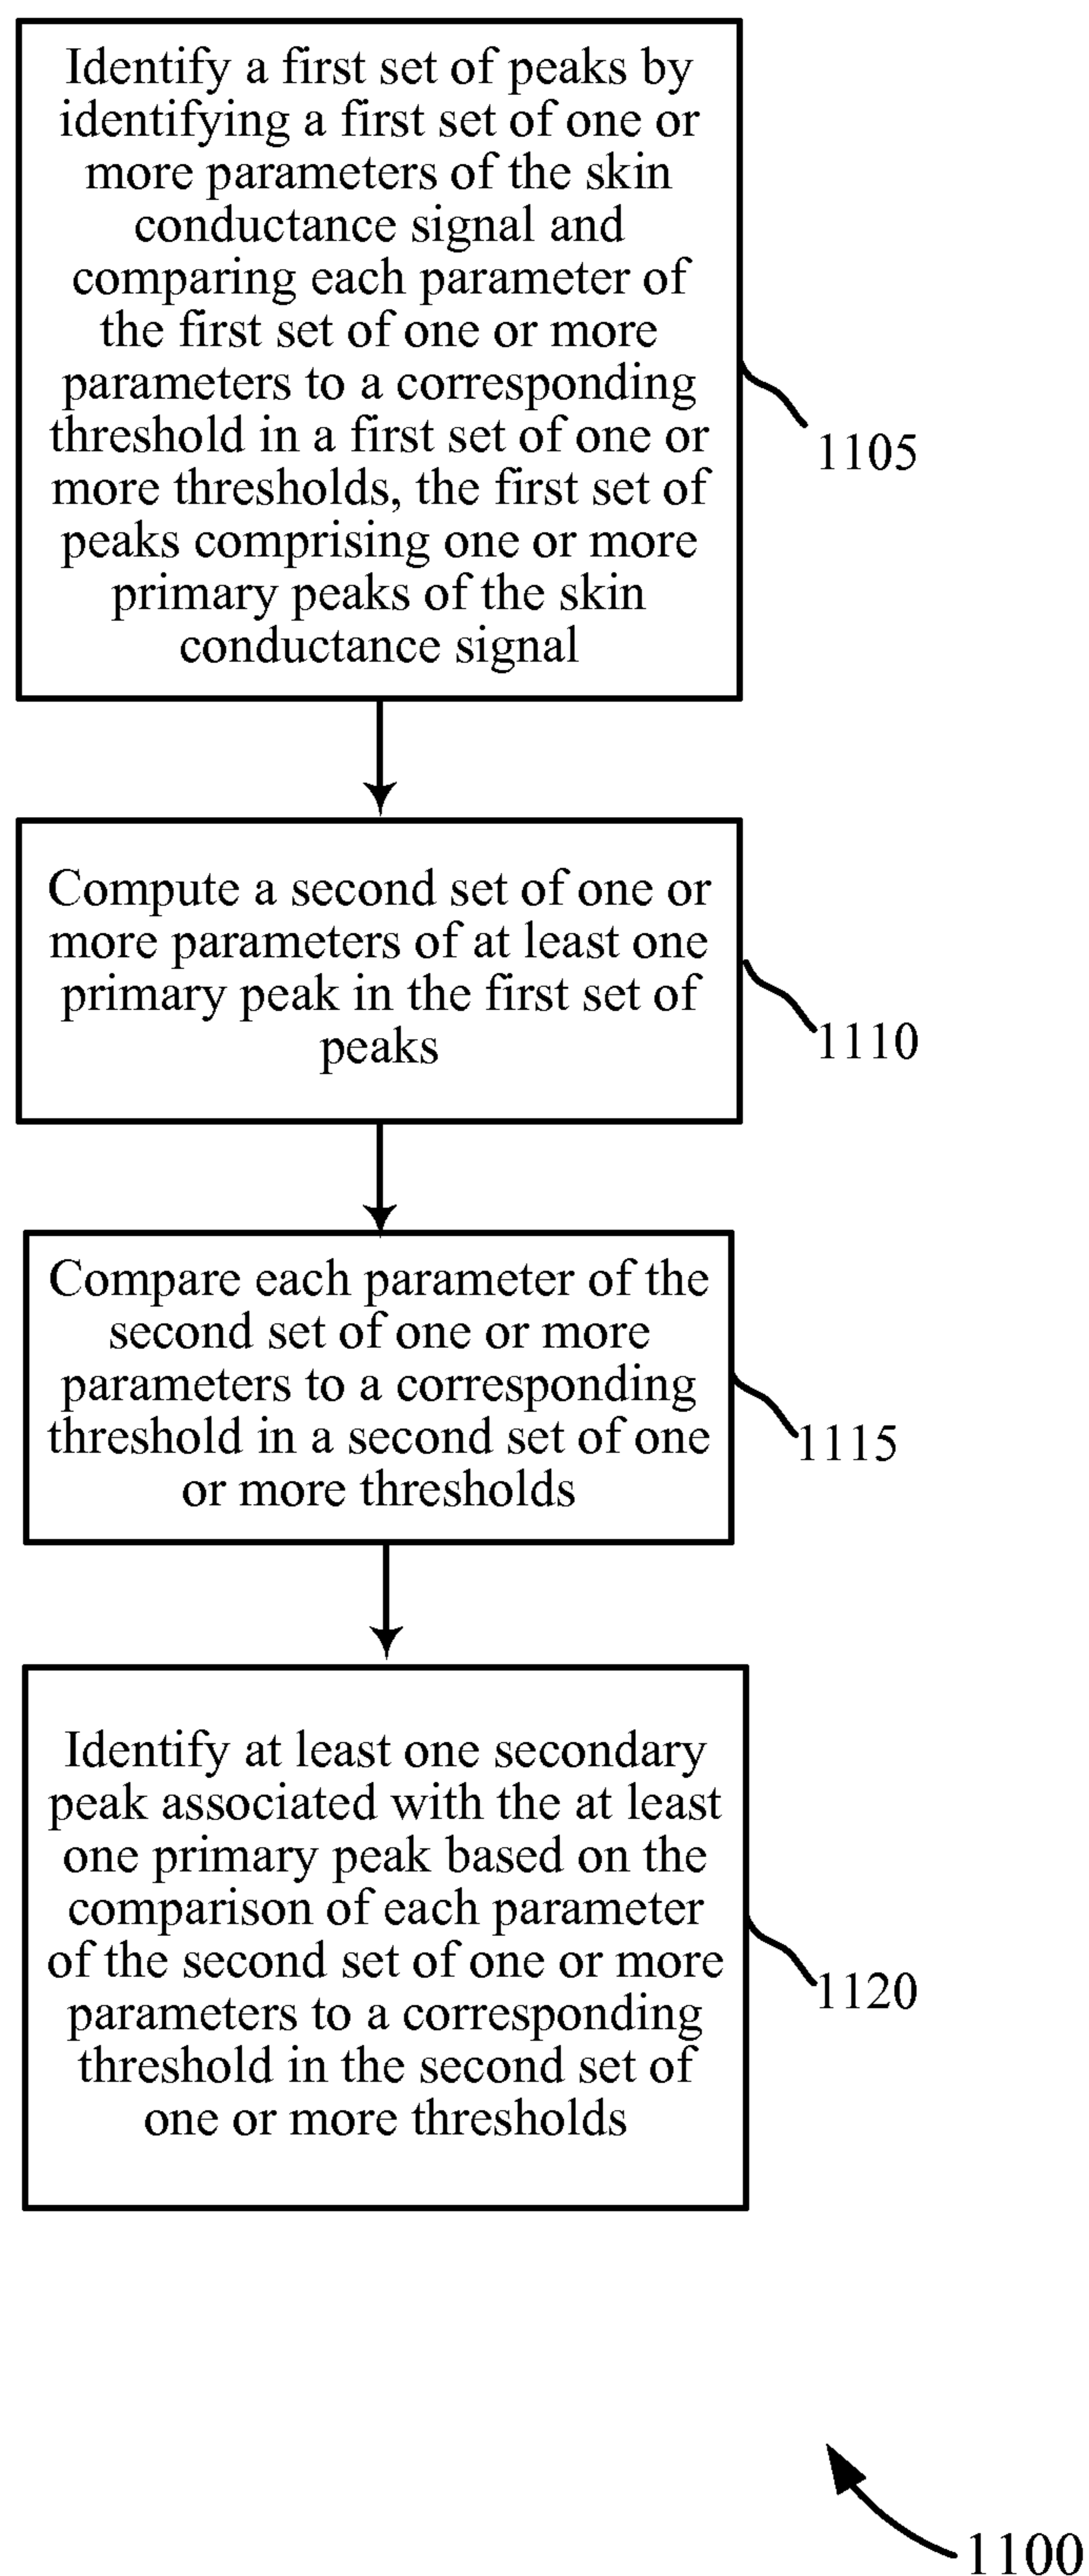 Identify a first set of peaks by
identifying a first set of one or
more parameters of the skin
conductance signal and
comparing each parameter of
the first set of one or more
parameters to a corresponding
threshold in a first set of one or
more thresholds, the first set of
peaks comprising one or more
primary peaks of the skin
conductance signal
1105
Compute a second set of one or
more parameters of at least one
primary peak in the first set of
peaks
1110
Compare each parameter of the
second set of one or more
parameters to a corresponding
threshold in a second set of one
or more thresholds
1115
Identify at least one secondary
peak associated with the at least
one primary peak based on the
comparison of each parameter
of the second set of one or more
parameters to a corresponding
threshold in the second set of
one or more thresholds
1120
1100